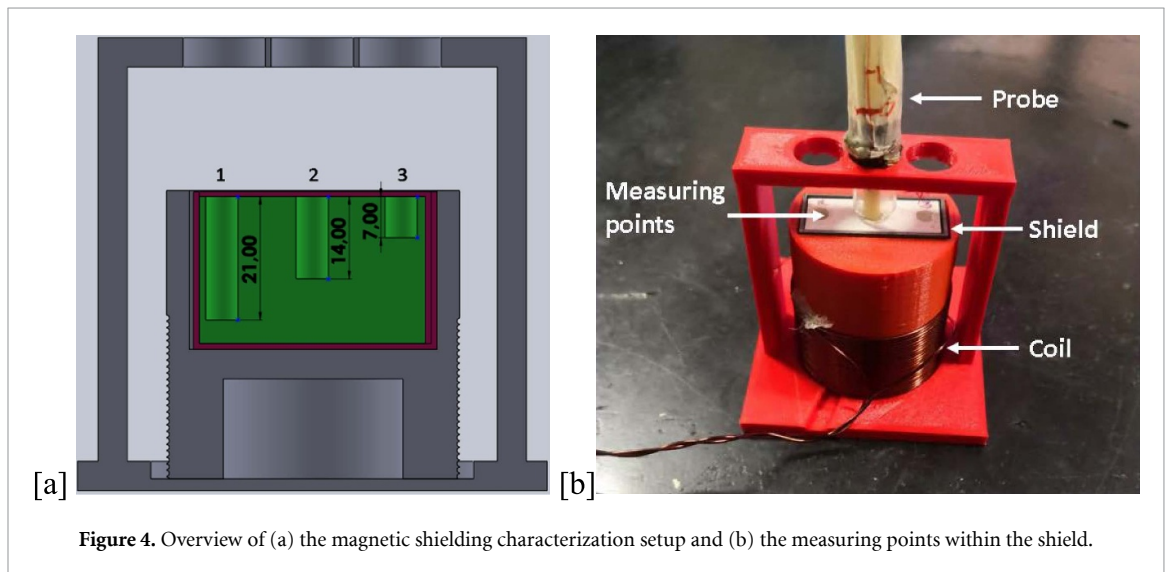 1 2 3
21,00
14,00
7,00
[a]
Probe
Measuring
points
Shield
Coil
[b]
Figure 4. Overview of (a) the magnetic shielding characterization setup and (b) the measuring points within the shield.